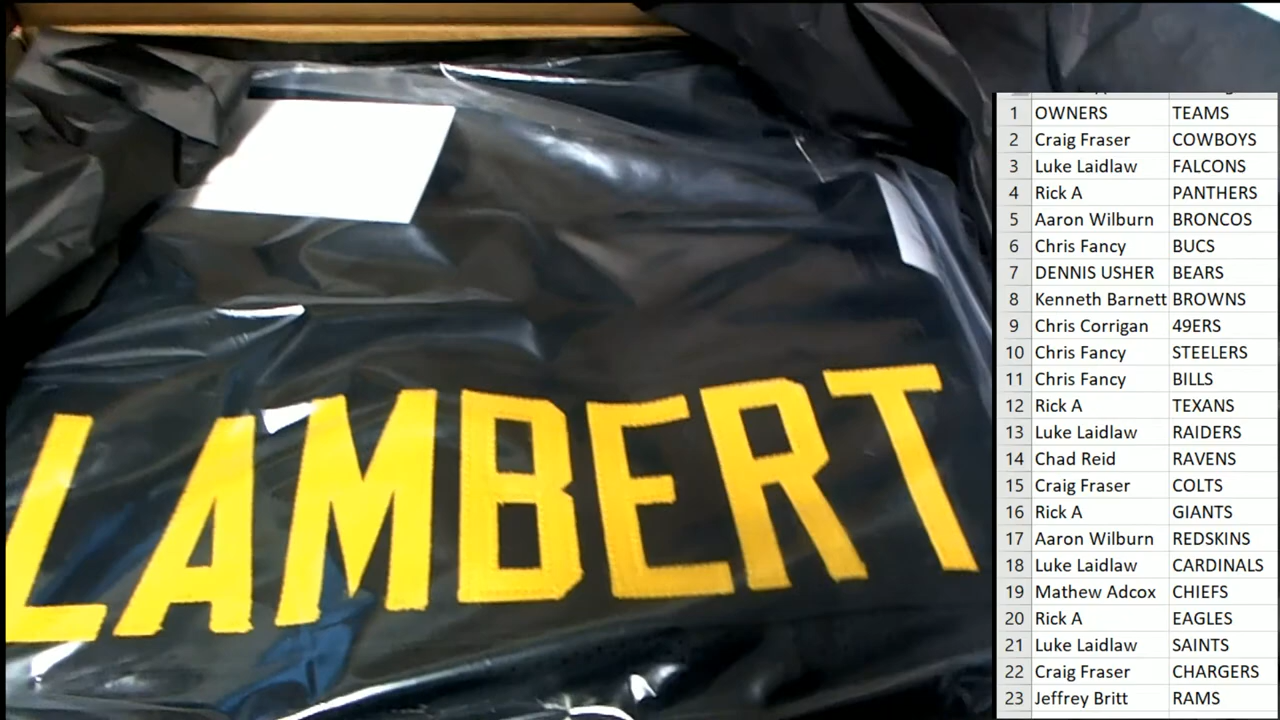 LAMBERT
1 OWNERS TEAMS
2 Craig Fraser COWBOYS
3 Luke Laidlaw FALCONS
4 Rick A PANTHERS
5 Aaron Wilburn BRONCOS
6 Chris Fancy BUCS
7 DENNIS USHER BEARS
8 Kenneth Barnett BROWNS
9 Chris Corrigan 49ERS
10 Chris Fancy STEELERS
11 Chris Fancy BILLS
12 Rick A TEXANS
13 Luke Laidlaw RAIDERS
14 Chad Reid RAVENS
15 Craig Fraser COLTS
16 Rick A GIANTS
17 Aaron Wilburn REDSKINS
18 Luke Laidlaw CARDINALS
19 Mathew Adcox CHIEFS
20 Rick A EAGLES
21 Luke Laidlaw SAINTS
22 Craig Fraser CHARGERS
23 Jeffrey Britt RAMS